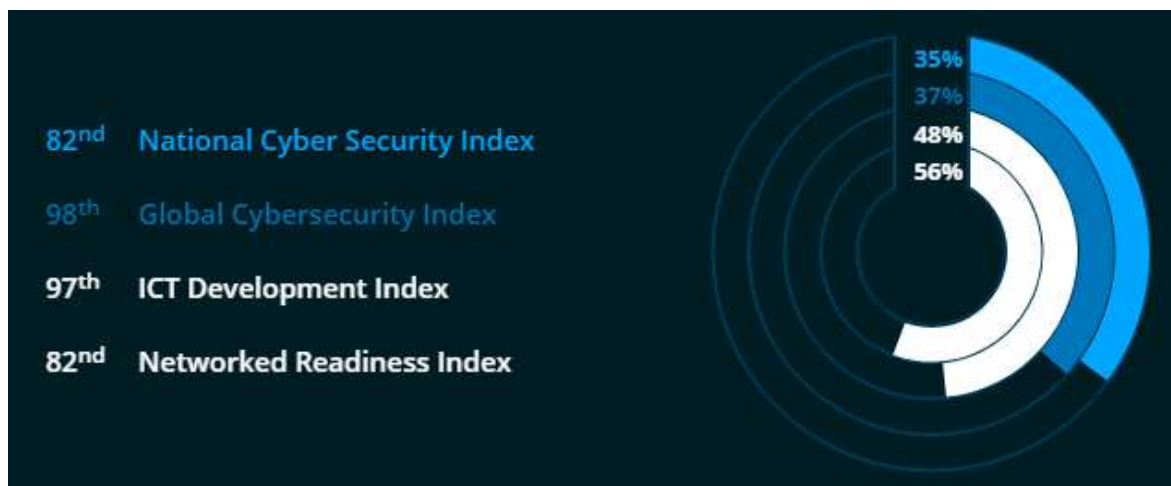 35%
37%
48%
56%
82nd National Cyber Security Index
98th Global Cybersecurity Index
97th ICT Development Index
82nd Networked Readiness Index